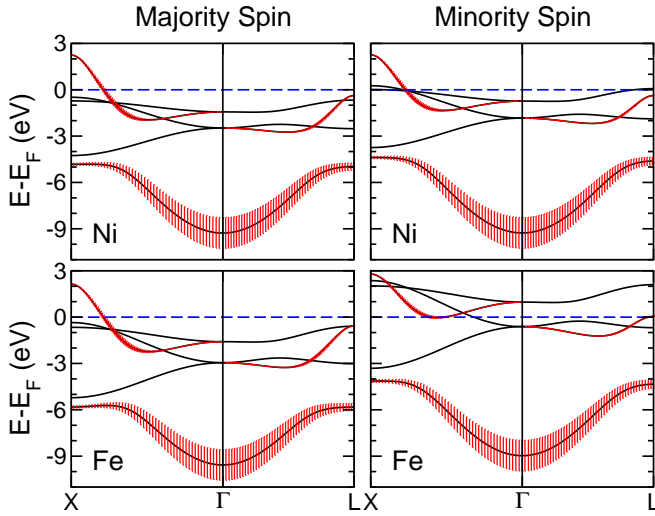 Majority Spin Minority Spin
3
0
-3
-6
-9
E-E_F (eV)
Ni Ni
3
0
-3
-6
-9
E-E_F (eV)
Fe Fe
X Γ L X Γ L